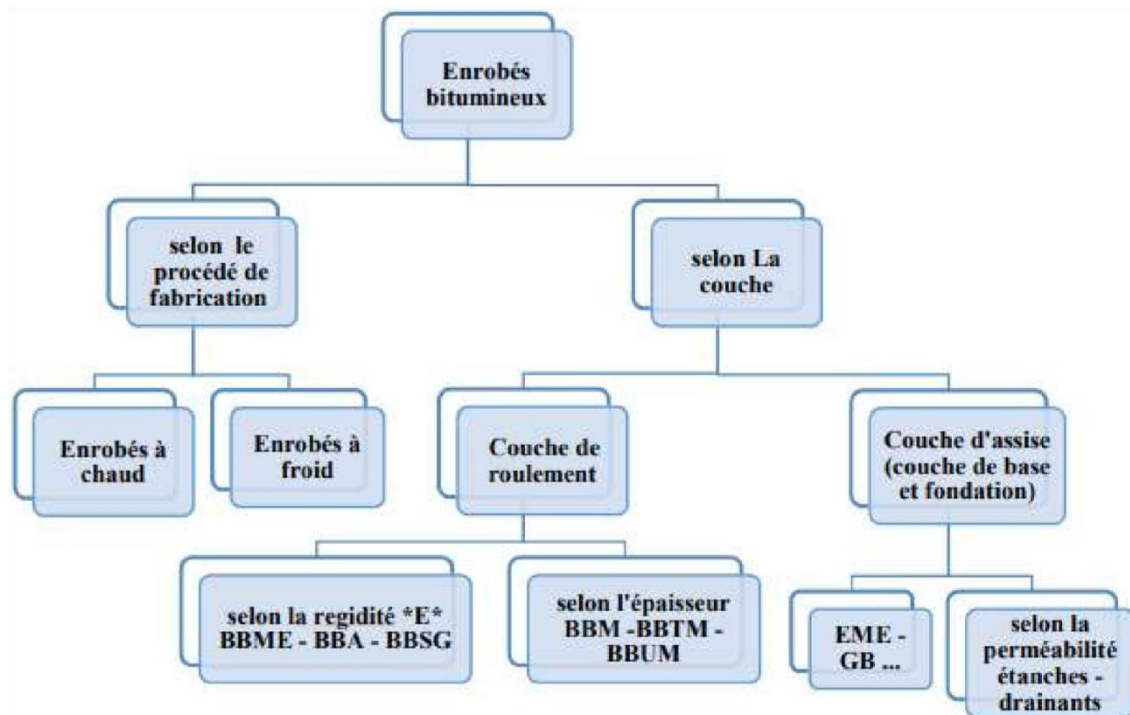 Enrobés
bitumineux
selon le
procédé de
fabrication
selon La
couche
Enrobés à
chaud
Enrobés à
froid
Couche de
roulement
Couche d'assise
(couche de base
et fondation)
selon la regidité *E*
BBME - BBA - BBSG
selon l'épaisseur
BBM -BBTM -
BBUM
EME -
GB ...
selon la
perméabilité
étanches -
drainants